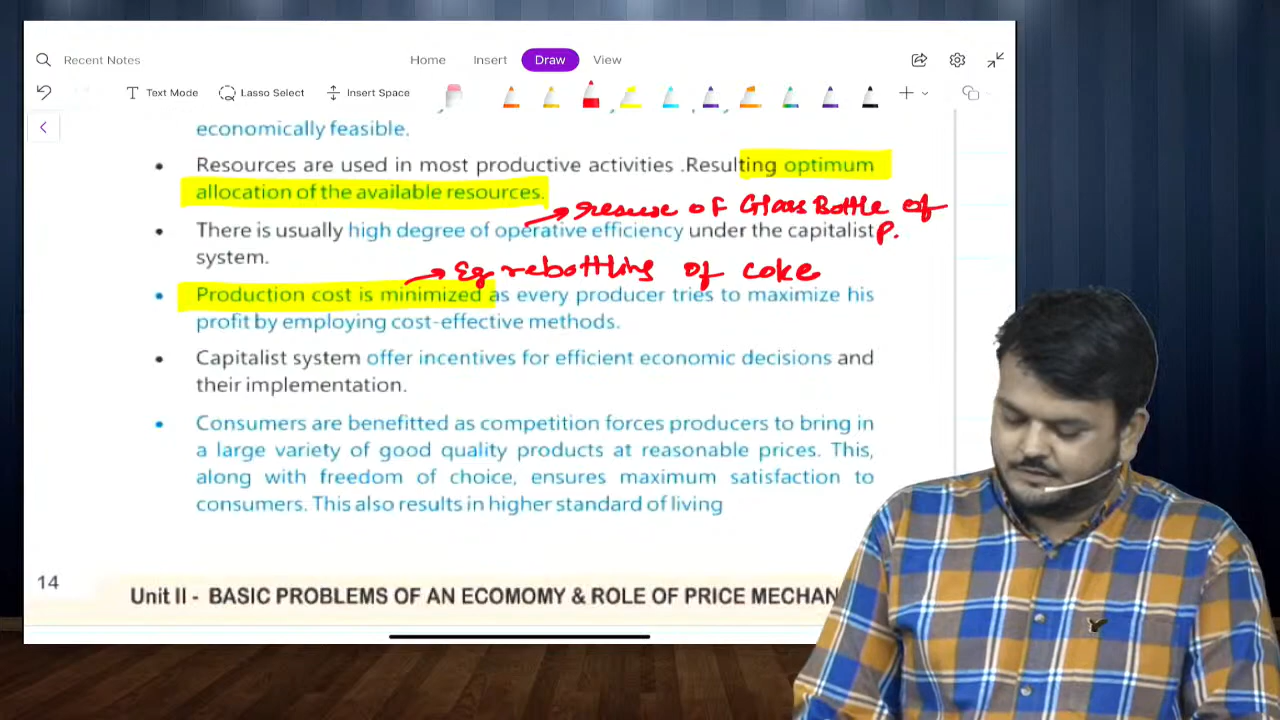 Recent Notes
Home Insert Draw View
Text Mode Lasso Select Insert Space
economically feasible.
Resources are used in most productive activities .Resulting optimum
allocation of the available resources.
reuse of Glass Bottle of
There is usually high degree of operative efficiency under the capitalist P.
system.
Eg rebottling of coke
Production cost is minimized as every producer tries to maximize his
profit by employing cost-effective methods.
Capitalist system offer incentives for efficient economic decisions and
their implementation.
Consumers are benefitted as competition forces producers to bring in
a large variety of good quality products at reasonable prices. This,
along with freedom of choice, ensures maximum satisfaction to
consumers. This also results in higher standard of living
14
Unit II - BASIC PROBLEMS OF AN ECOMOMY & ROLE OF PRICE MECHAN